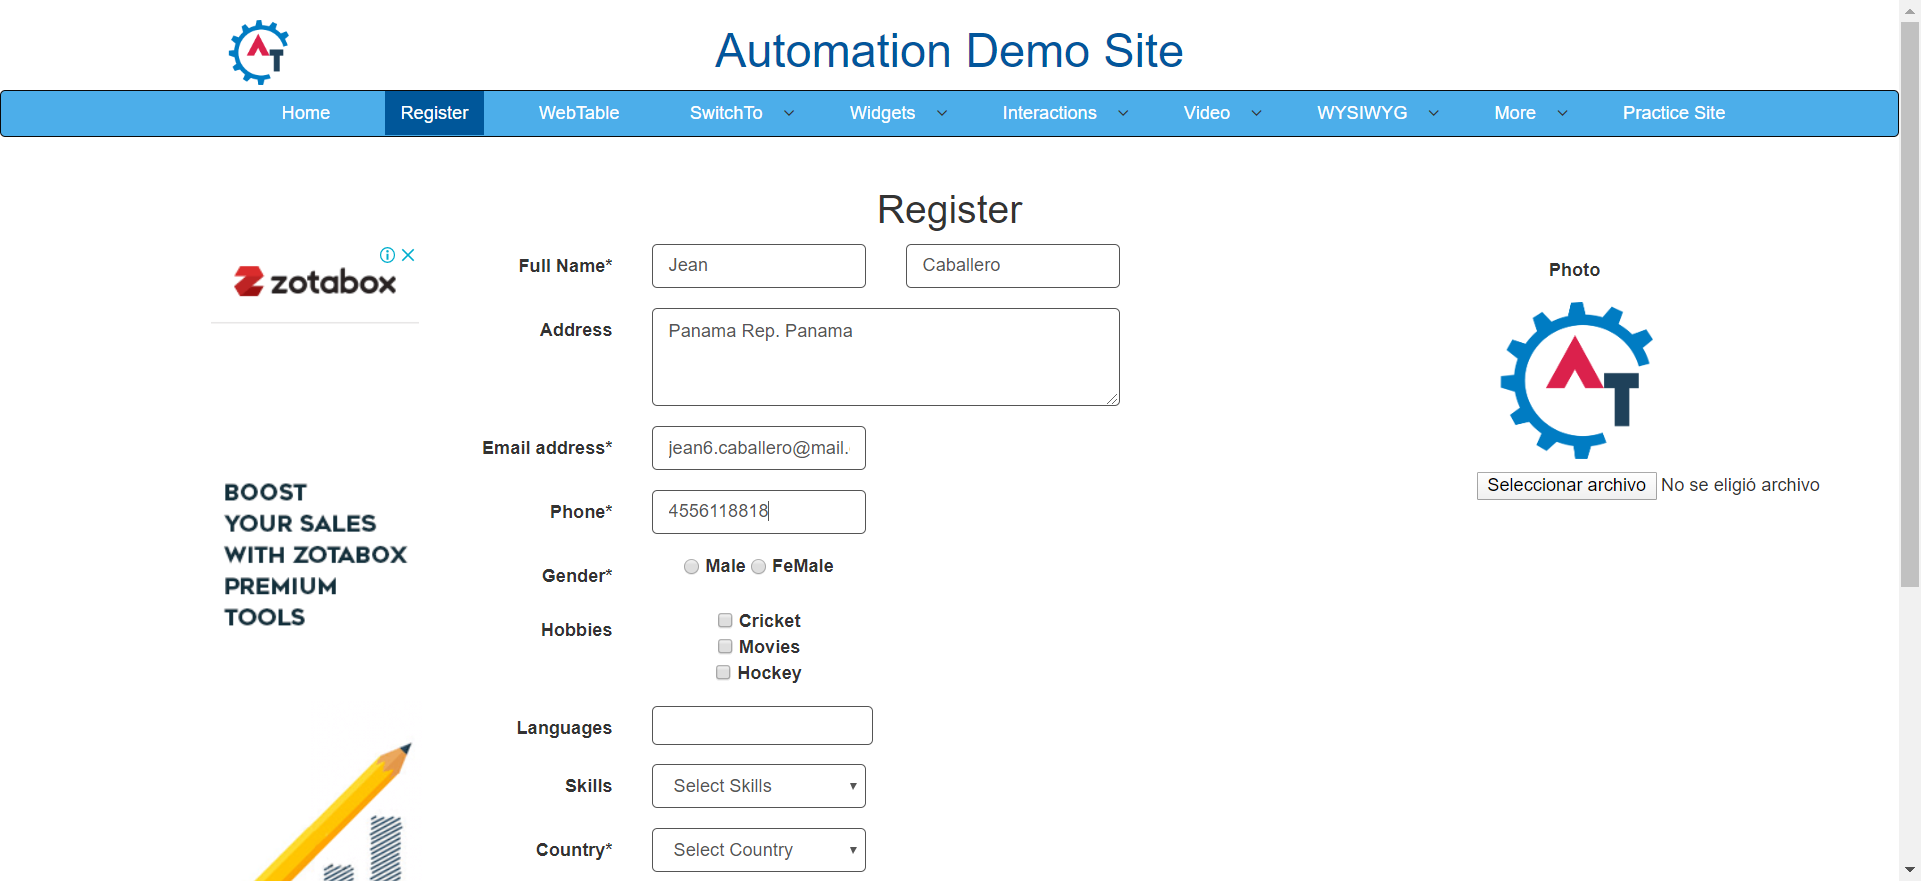 AT
Automation Demo Site
Home Register WebTable SwitchTo Widgets Interactions Video WYSIWYG More Practice Site
Register
zotabox
BOOST
YOUR SALES
WITH ZOTABOX
PREMIUM
TOOLS
Full Name* Jean Caballero
Address Panama Rep. Panama
Email address* jean6.caballero@mail.
Phone* 4556118818
Gender* Male FeMale
Hobbies Cricket
Movies
Hockey
Languages
Skills Select Skills
Country* Select Country
Photo
AT
Seleccionar archivo No se eligió archivo